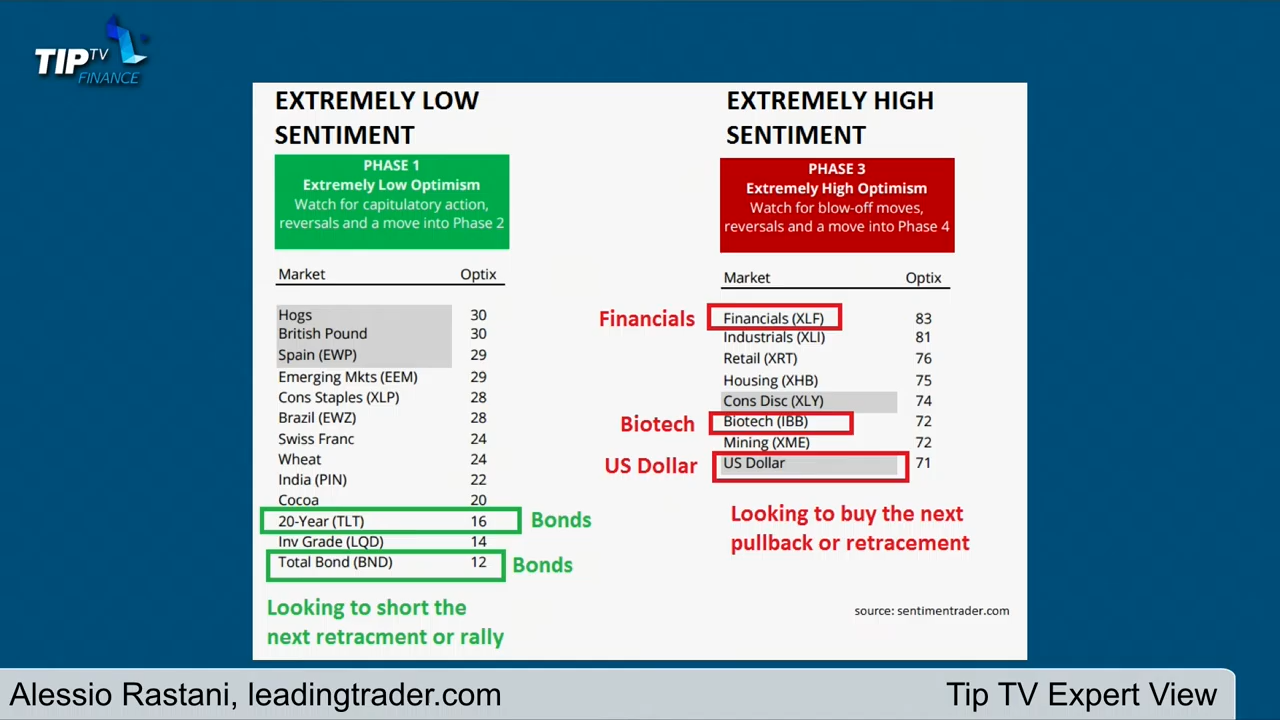 TIP TV
FINANCE
EXTREMELY LOW
SENTIMENT
PHASE 1
Extremely Low Optimism
Watch for capitulatory action,
reversals and a move into Phase 2
Market Optix
Hogs 30
British Pound 30
Spain (EWP) 29
Emerging Mkts (EEM) 29
Cons Staples (XLP) 28
Brazil (EWZ) 28
Swiss Franc 24
Wheat 24
India (PIN) 22
Cocoa 20
20-Year (TLT) 16 Bonds
Inv Grade (LQD) 14
Total Bond (BND) 12 Bonds
Looking to short the
next retracment or rally
EXTREMELY HIGH
SENTIMENT
PHASE 3
Extremely High Optimism
Watch for blow-off moves,
reversals and a move into Phase 4
Market Optix
Financials Financials (XLF) 83
Industrials (XLI) 81
Retail (XRT) 76
Housing (XHB) 75
Cons Disc (XLY) 74
Biotech Biotech (IBB) 72
Mining (XME) 72
US Dollar US Dollar 71
Looking to buy the next
pullback or retracement
source: sentimentrader.com
Alessio Rastani, leadingtrader.com
Tip TV Expert View